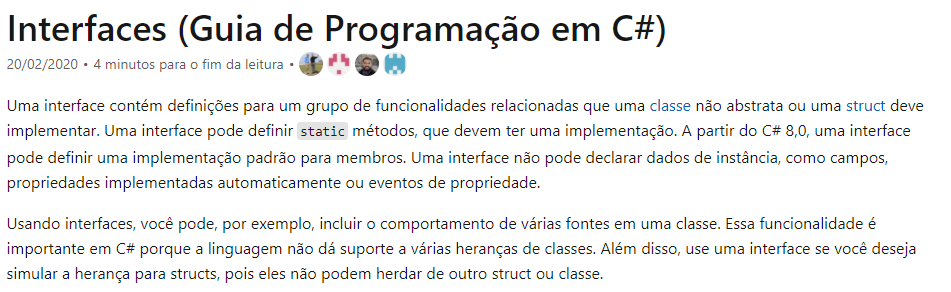 Interfaces (Guia de Programação em C#)
20/02/2020 • 4 minutos para o fim da leitura •
Uma interface contém definições para um grupo de funcionalidades relacionadas que uma classe não abstrata ou uma struct deve
implementar. Uma interface pode definir static métodos, que devem ter uma implementação. A partir do C# 8,0, uma interface
pode definir uma implementação padrão para membros. Uma interface não pode declarar dados de instância, como campos,
propriedades implementadas automaticamente ou eventos de propriedade.
Usando interfaces, você pode, por exemplo, incluir o comportamento de várias fontes em uma classe. Essa funcionalidade é
importante em C# porque a linguagem não dá suporte a várias heranças de classes. Além disso, use uma interface se você deseja
simular a herança para structs, pois eles não podem herdar de outro struct ou classe.